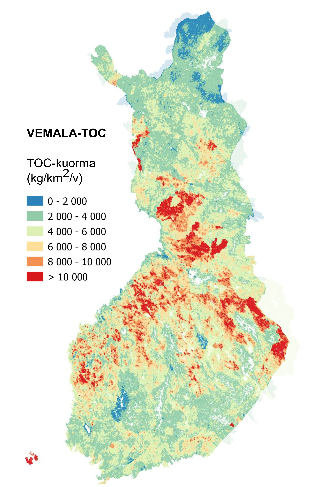 VEMALA-TOC
TOC-kuorma
(kg/km²/v)
0 - 2 000
2 000 - 4 000
4 000 - 6 000
6 000 - 8 000
8 000 - 10 000
> 10 000